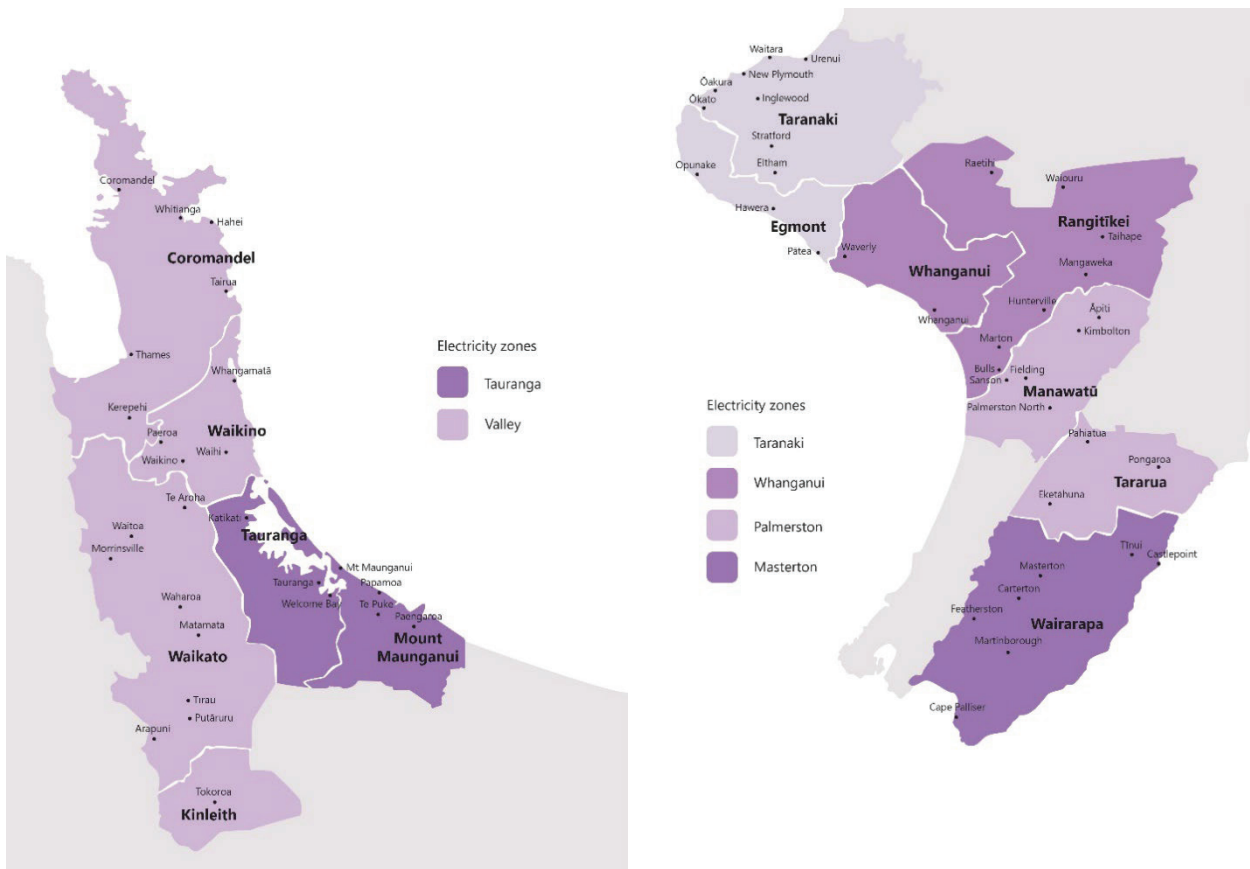 Coromandel
Whitianga
Hahei
Coromandel
Tairua
Thames
Whangamatā
Kerepehi
Paeroa
Waikino
Waikino
Waihi
Te Aroha
Katikati
Waitoa
Tauranga
Morrinsville
Mt Maunganui
Tauranga
Papamoa
Welcome Bay
Te Puke
Waharoa
Paengaroa
Matamata
Mount
Maunganui
Waikato
Tirau
Putāruru
Arapuni
Tokoroa
Kinleith
Electricity zones
Tauranga
Valley
Waitara
Urenui
New Plymouth
Ōakura
Inglewood
Ōkato
Taranaki
Stratford
Opunake
Eltham
Raetihi
Waiouru
Hawera
Egmont
Rangitīkei
Taihape
Pātea
Waverly
Whanganui
Mangaweka
Hunterville
Whanganui
Āpiti
Kimbolton
Marton
Bulls
Fielding
Sanson
Manawatū
Palmerston North
Pahiatua
Pongaroa
Tararua
Eketāhuna
Tīnui
Castlepoint
Masterton
Carterton
Featherston
Wairarapa
Martinborough
Cape Palliser
Electricity zones
Taranaki
Whanganui
Palmerston
Masterton